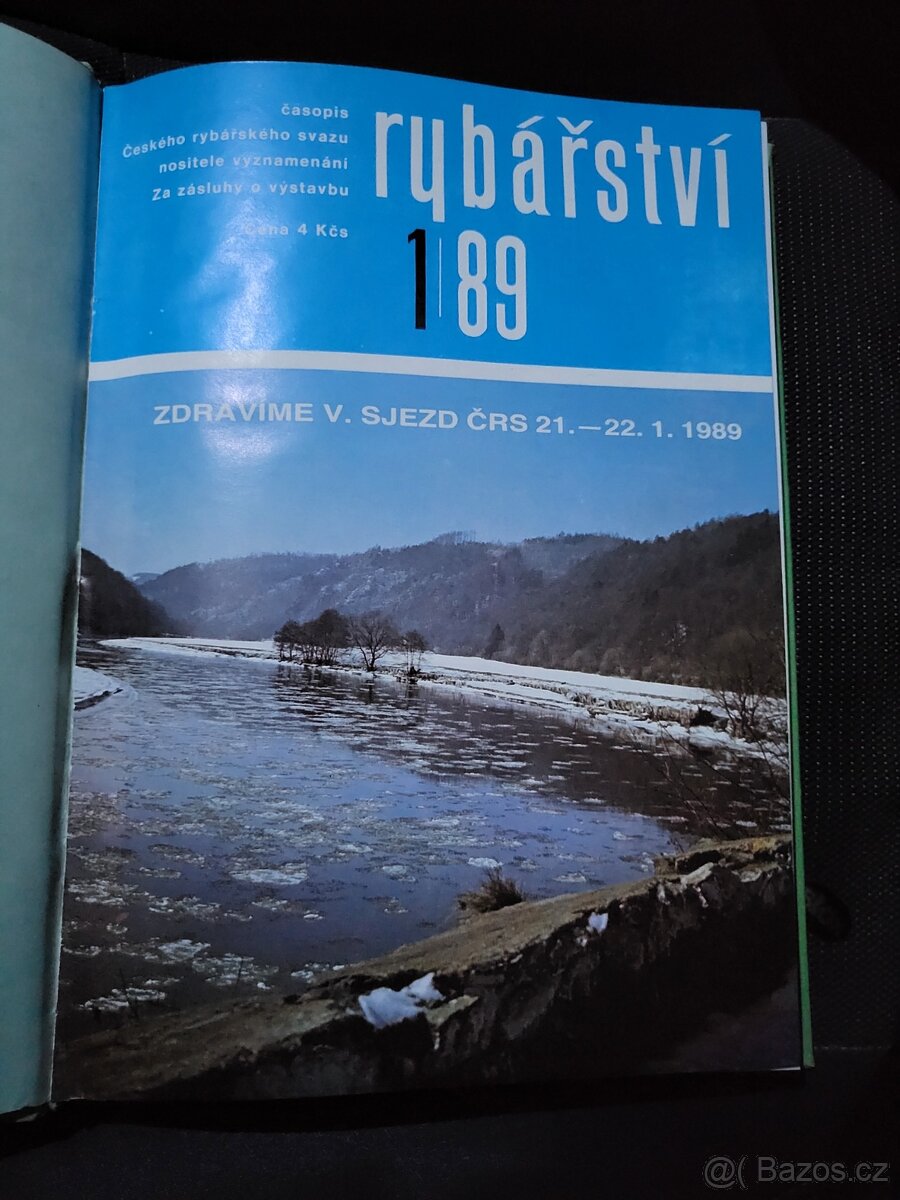 časopis
Českého rybářského svazu
nositele vyznamenání
Za zásluhy o výstavbu
Cena 4 Kčs
rybářství
1|89
ZDRAVÍME V. SJEZD ČRS 21.—22. 1. 1989
@( Bazos.cz